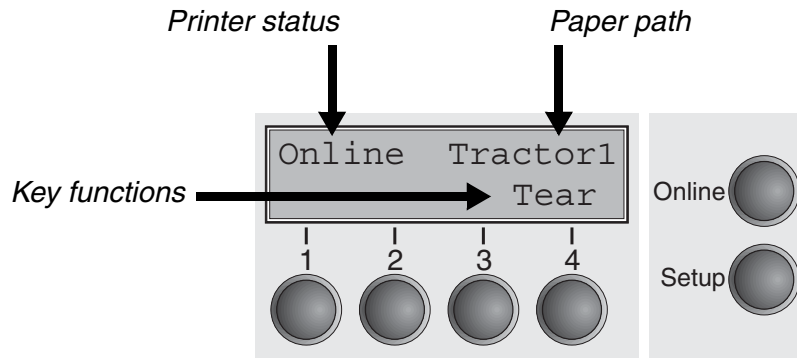 Printer status Paper path
Online Tractor1
Key functions Tear
Online
1 2 3 4
Setup